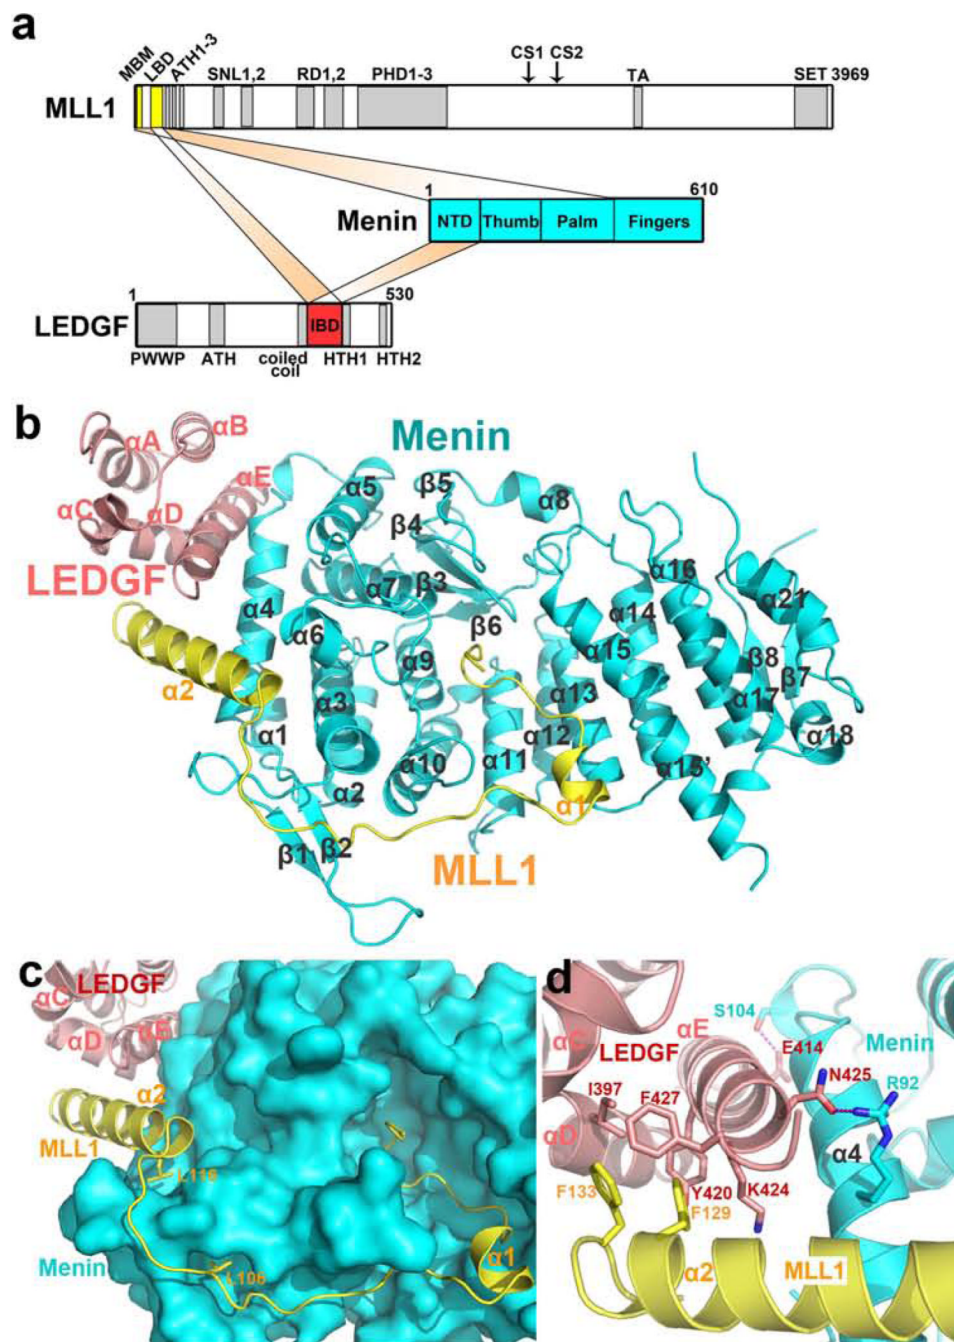 a
MBM
LBD
ATH1-3
SNL1,2
RD1,2
PHD1-3
CS1
CS2
TA
SET 3969
MLL1
1
610
Menin
NTD
Thumb
Palm
Fingers
1
530
LEDGF
IBD
PWWP
ATH
coiled
coil
HTH1
HTH2
b
αA
αB
Menin
αC
αD
αE
α5
β5
α8
β4
LEDGF
α4
α7
β3
α16
α14
α21
α6
β6
α15
α9
β8
β7
α2
α3
α13
α17
α1
α12
α18
α10
α11
α15'
α2
α1
β1
β2
MLL1
c
LEDGF
αC
αD
αE
α2
MLL1
L116
Menin
L106
α1
d
S104
αC
αE
LEDGF
E414
Menin
N425
I397
F427
R92
αD
α4
F133
Y420
K424
F129
α2
MLL1